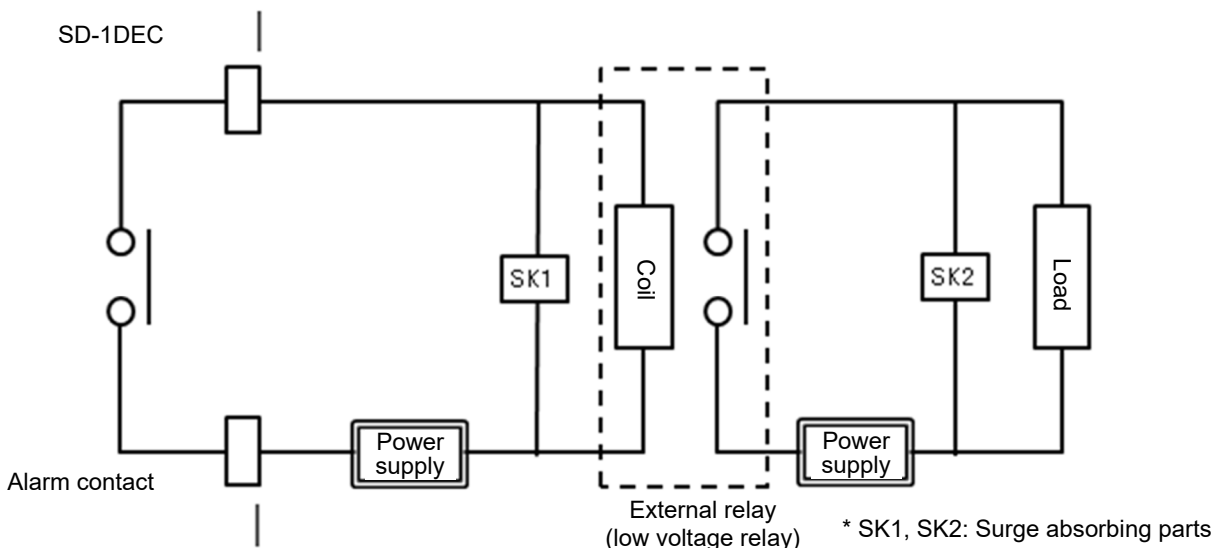 SD-1DEC
SK1
Coil
SK2
Load
Power
supply
Power
supply
Alarm contact
External relay
(low voltage relay)
* SK1, SK2: Surge absorbing parts